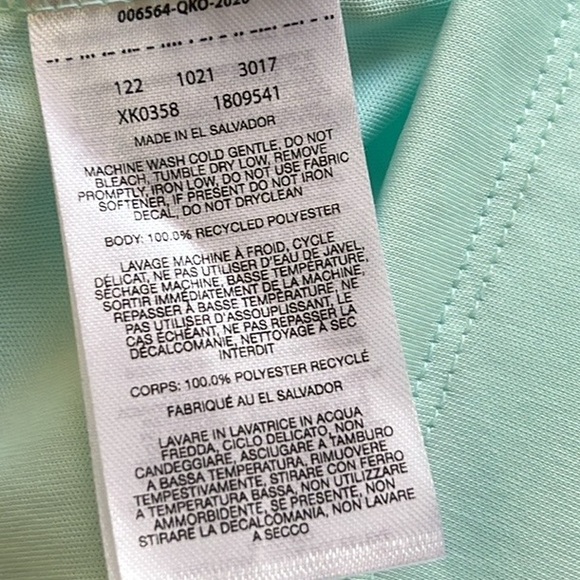 006564-QKO-2020
122 1021 3017
XK0358 1809541
MADE IN EL SALVADOR
MACHINE WASH COLD GENTLE, DO NOT
BLEACH, TUMBLE DRY LOW, REMOVE
PROMPTLY, IRON LOW, DO NOT USE FABRIC
SOFTENER, IF PRESENT DO NOT IRON
DECAL, DO NOT DRYCLEAN
BODY: 100.0% RECYCLED POLYESTER
LAVAGE MACHINE À FROID, CYCLE
DÉLICAT, NE PAS UTILISER D'EAU DE JAVEL,
SÉCHAGE MACHINE, BASSE TEMPÉRATURE,
SORTIR IMMÉDIATEMENT DE LA MACHINE,
REPASSER À BASSE TEMPÉRATURE, NE
PAS UTILISER D'ASSOUPLISSANT, LE
CAS ÉCHÉANT, NE PAS REPASSER LA
DÉCALCOMANIE, NETTOYAGE À SEC
INTERDIT
CORPS: 100.0% POLYESTER RECYCLÉ
FABRIQUÉ AU EL SALVADOR
LAVARE IN LAVATRICE IN ACQUA
FREDDA, CICLO DELICATO, NON
CANDEGGIARE, ASCIUGARE A TAMBURO
A BASSA TEMPERATURA, RIMUOVERE
TEMPESTIVAMENTE, STIRARE CON FERRO
A TEMPERATURA BASSA, NON UTILIZZARE
AMMORBIDENTE, SE PRESENTE, NON
STIRARE LA DECALCOMANIA, NON LAVARE
A SECCO